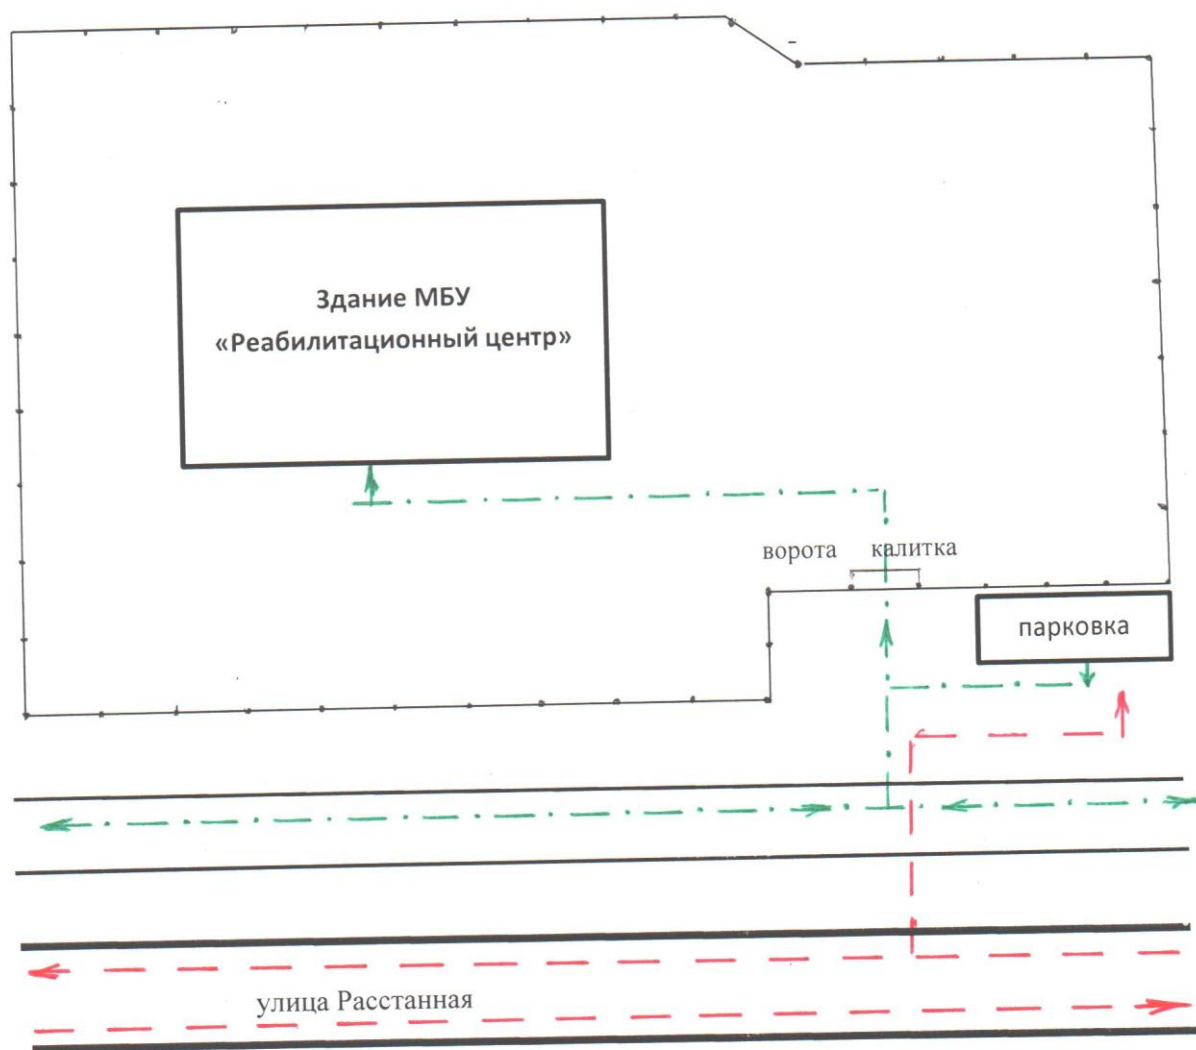 Здание МБУ
«Реабилитационный центр»
ворота калитка
парковка
улица Расстанная